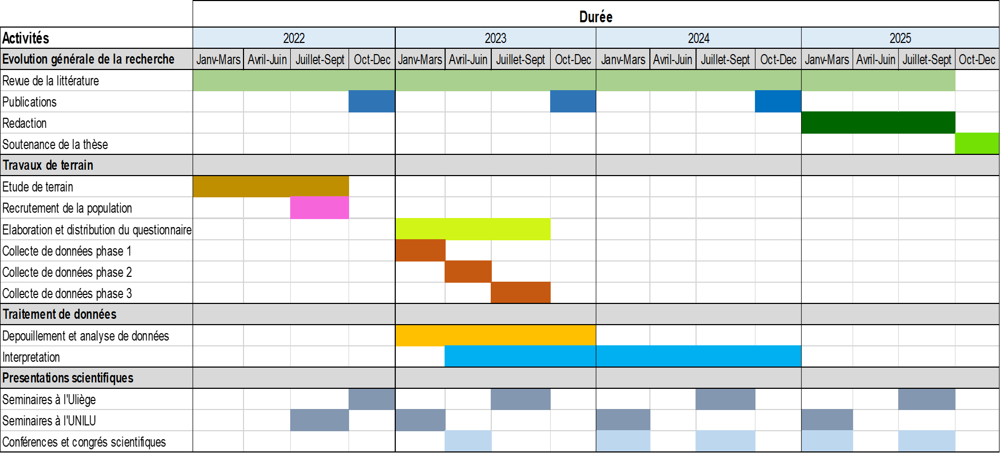 Durée
Activités 2022 2023 2024 2025
Evolution générale de la recherche Janv-Mars Avril-Juin Juillet-Sept Oct-Dec Janv-Mars Avril-Juin Juillet-Sept Oct-Dec Janv-Mars Avril-Juin Juillet-Sept Oct-Dec Janv-Mars Avril-Juin Juillet-Sept Oct-Dec
Revue de la littérature
Publications
Redaction
Soutenance de la thèse
Travaux de terrain
Etude de terrain
Recrutement de la population
Elaboration et distribution du questionnaire
Collecte de données phase 1
Collecte de données phase 2
Collecte de données phase 3
Traitement de données
Depouillement et analyse de données
Interpretation
Presentations scientifiques
Seminaires à l'Uliège
Seminaires à l'UNILU
Conférences et congrés scientifiques